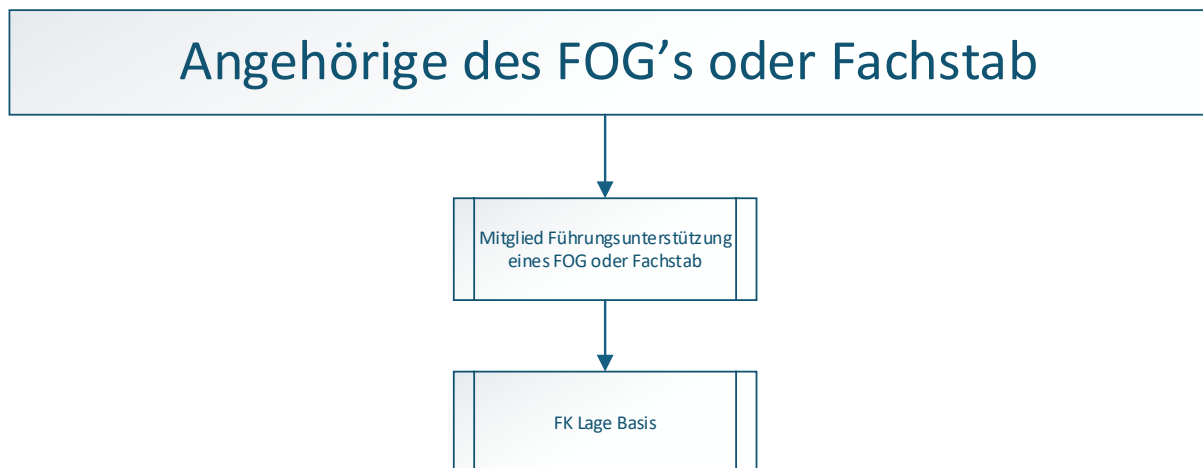 Angehörige des FOG’s oder Fachstab
Mitglied Führungsunterstützung
eines FOG oder Fachstab
FK Lage Basis